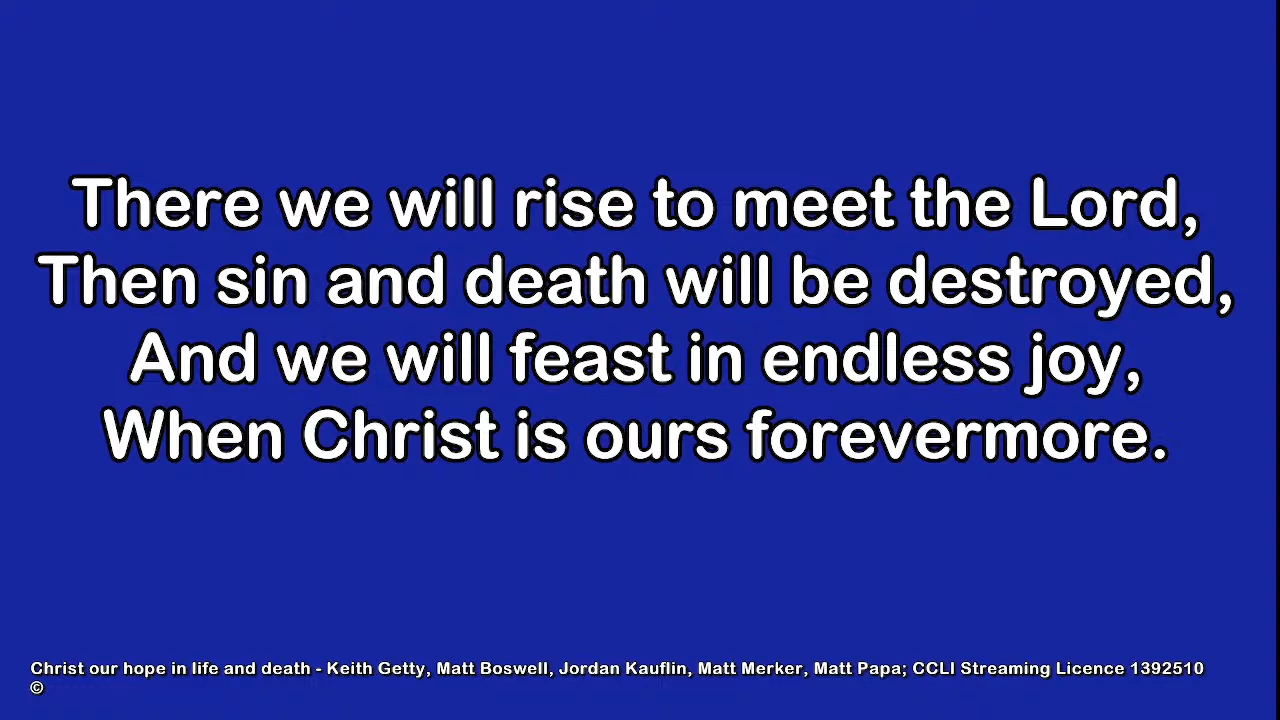 There we will rise to meet the Lord,
Then sin and death will be destroyed,
And we will feast in endless joy,
When Christ is ours forevermore.
Christ our hope in life and death - Keith Getty, Matt Boswell, Jordan Kauflin, Matt Merker, Matt Papa; CCLI Streaming Licence 1392510
©